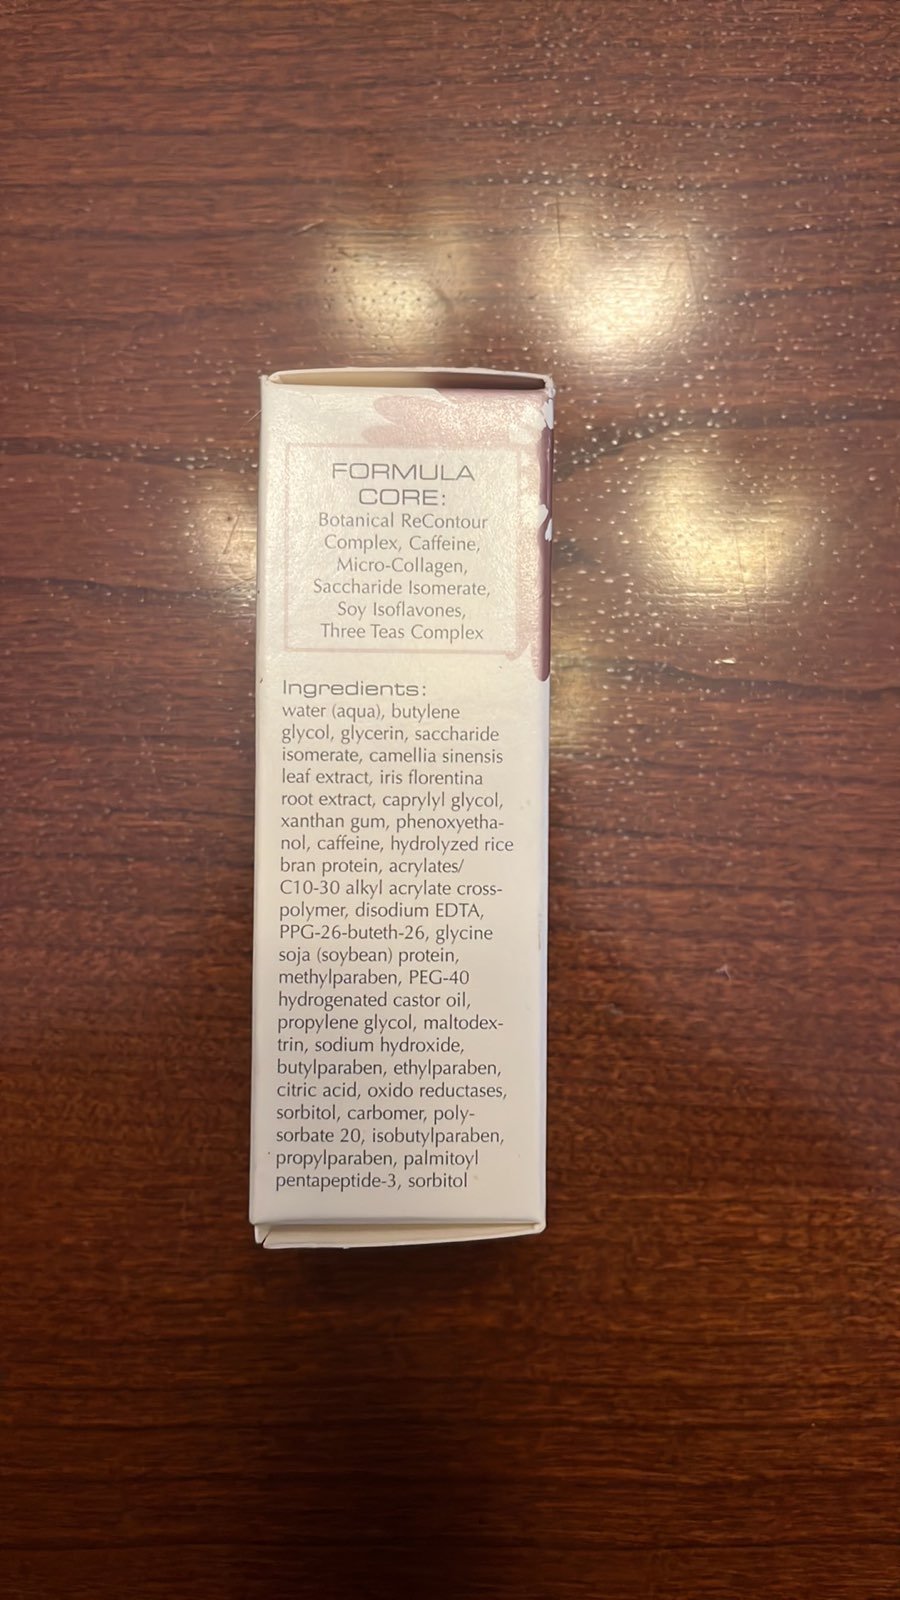 FORMULA
CORE:
Botanical ReContour
Complex, Caffeine,
Micro-Collagen,
Saccharide Isomerate,
Soy Isoflavones,
Three Teas Complex
Ingredients:
water (aqua), butylene
glycol, glycerin, saccharide
isomerate, camellia sinensis
leaf extract, iris florentina
root extract, caprylyl glycol,
xanthan gum, phenoxyetha-
nol, caffeine, hydrolyzed rice
bran protein, acrylates/
C10-30 alkyl acrylate cross-
polymer, disodium EDTA,
PPG-26-buteth-26, glycine
soja (soybean) protein,
methylparaben, PEG-40
hydrogenated castor oil,
propylene glycol, maltodex-
trin, sodium hydroxide,
butylparaben, ethylparaben,
citric acid, oxido reductases,
sorbitol, carbomer, poly-
sorbate 20, isobutylparaben,
propylparaben, palmitoyl
pentapeptide-3, sorbitol